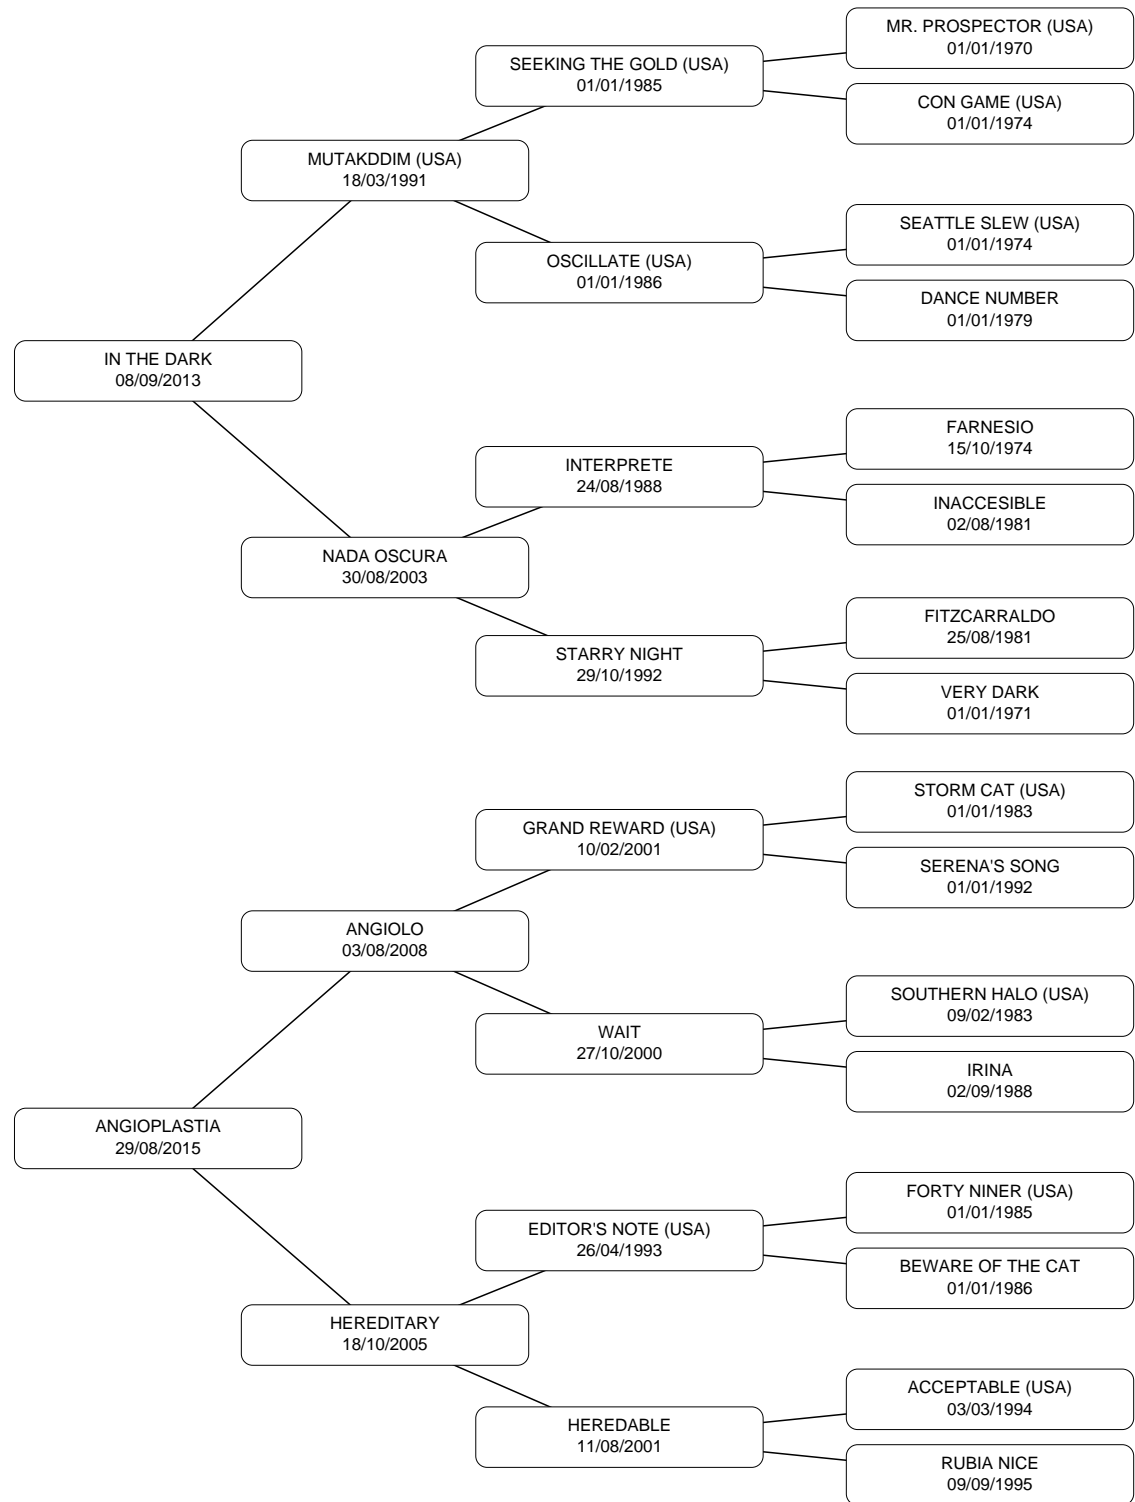 MR. PROSPECTOR (USA)
01/01/1970
SEEKING THE GOLD (USA)
01/01/1985
CON GAME (USA)
01/01/1974
MUTAKDDIM (USA)
18/03/1991
SEATTLE SLEW (USA)
01/01/1974
OSCILLATE (USA)
01/01/1986
DANCE NUMBER
01/01/1979
IN THE DARK
08/09/2013
FARNESIO
15/10/1974
INTERPRETE
24/08/1988
INACCESIBLE
02/08/1981
NADA OSCURA
30/08/2003
FITZCARRALDO
25/08/1981
STARRY NIGHT
29/10/1992
VERY DARK
01/01/1971
STORM CAT (USA)
01/01/1983
GRAND REWARD (USA)
10/02/2001
SERENA'S SONG
01/01/1992
ANGIOLO
03/08/2008
SOUTHERN HALO (USA)
09/02/1983
WAIT
27/10/2000
IRINA
02/09/1988
ANGIOPLASTIA
29/08/2015
FORTY NINER (USA)
01/01/1985
EDITOR'S NOTE (USA)
26/04/1993
BEWARE OF THE CAT
01/01/1986
HEREDITARY
18/10/2005
ACCEPTABLE (USA)
03/03/1994
HEREDABLE
11/08/2001
RUBIA NICE
09/09/1995